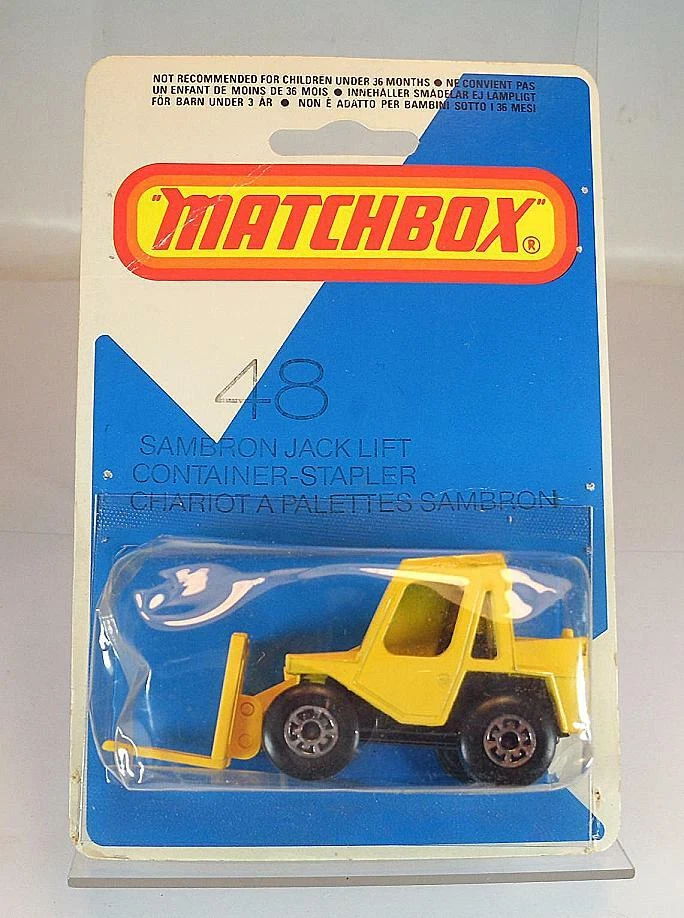 NOT RECOMMENDED FOR CHILDREN UNDER 36 MONTHS ● NE CONVIENT PAS
UN ENFANT DE MOINS DE 36 MOIS ● INNEHÅLLER SMÅDELAR EJ LÄMPLIGT
FÖR BARN UNDER 3 ÅR ● NON È ADATTO PER BAMBINI SOTTO I 36 MESI
"MATCHBOX"®
48
SAMBRON JACK LIFT
CONTAINER-STAPLER
CHARIOT A PALETTES SAMBRON